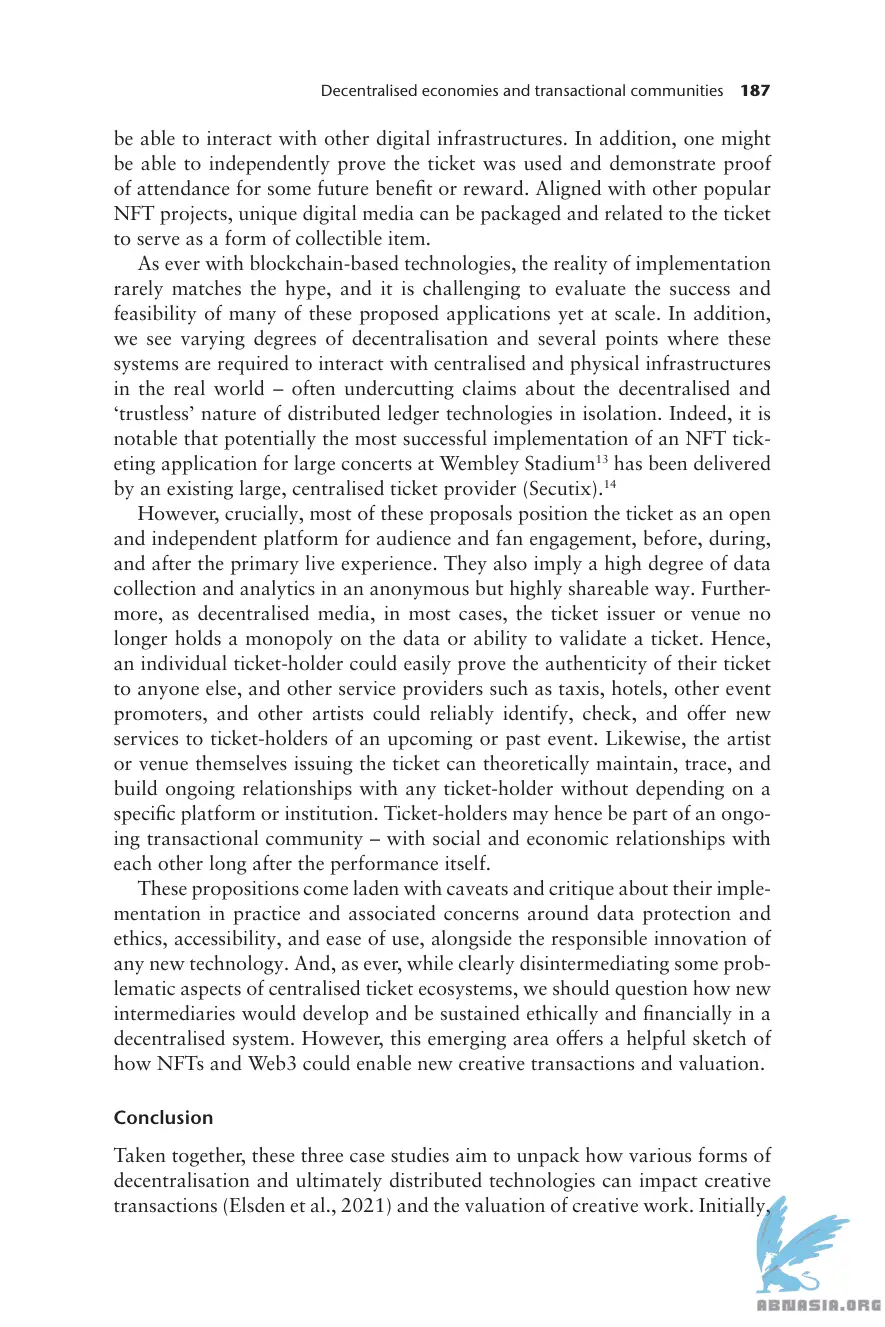 Decentralised economies and transactional communities 187
be able to interact with other digital infrastructures. In addition, one might
be able to independently prove the ticket was used and demonstrate proof
of attendance for some future benefit or reward. Aligned with other popular
NFT projects, unique digital media can be packaged and related to the ticket
to serve as a form of collectible item.
As ever with blockchain-based technologies, the reality of implementation
rarely matches the hype, and it is challenging to evaluate the success and
feasibility of many of these proposed applications yet at scale. In addition,
we see varying degrees of decentralisation and several points where these
systems are required to interact with centralised and physical infrastructures
in the real world – often undercutting claims about the decentralised and
‘trustless’ nature of distributed ledger technologies in isolation. Indeed, it is
notable that potentially the most successful implementation of an NFT tick-
eting application for large concerts at Wembley Stadium¹³ has been delivered
by an existing large, centralised ticket provider (Secutix).¹⁴
However, crucially, most of these proposals position the ticket as an open
and independent platform for audience and fan engagement, before, during,
and after the primary live experience. They also imply a high degree of data
collection and analytics in an anonymous but highly shareable way. Further-
more, as decentralised media, in most cases, the ticket issuer or venue no
longer holds a monopoly on the data or ability to validate a ticket. Hence,
an individual ticket-holder could easily prove the authenticity of their ticket
to anyone else, and other service providers such as taxis, hotels, other event
promoters, and other artists could reliably identify, check, and offer new
services to ticket-holders of an upcoming or past event. Likewise, the artist
or venue themselves issuing the ticket can theoretically maintain, trace, and
build ongoing relationships with any ticket-holder without depending on a
specific platform or institution. Ticket-holders may hence be part of an ongo-
ing transactional community – with social and economic relationships with
each other long after the performance itself.
These propositions come laden with caveats and critique about their imple-
mentation in practice and associated concerns around data protection and
ethics, accessibility, and ease of use, alongside the responsible innovation of
any new technology. And, as ever, while clearly disintermediating some prob-
lematic aspects of centralised ticket ecosystems, we should question how new
intermediaries would develop and be sustained ethically and financially in a
decentralised system. However, this emerging area offers a helpful sketch of
how NFTs and Web3 could enable new creative transactions and valuation.
Conclusion
Taken together, these three case studies aim to unpack how various forms of
decentralisation and ultimately distributed technologies can impact creative
transactions (Elsden et al., 2021) and the valuation of creative work. Initially,
ABNASIA.ORG